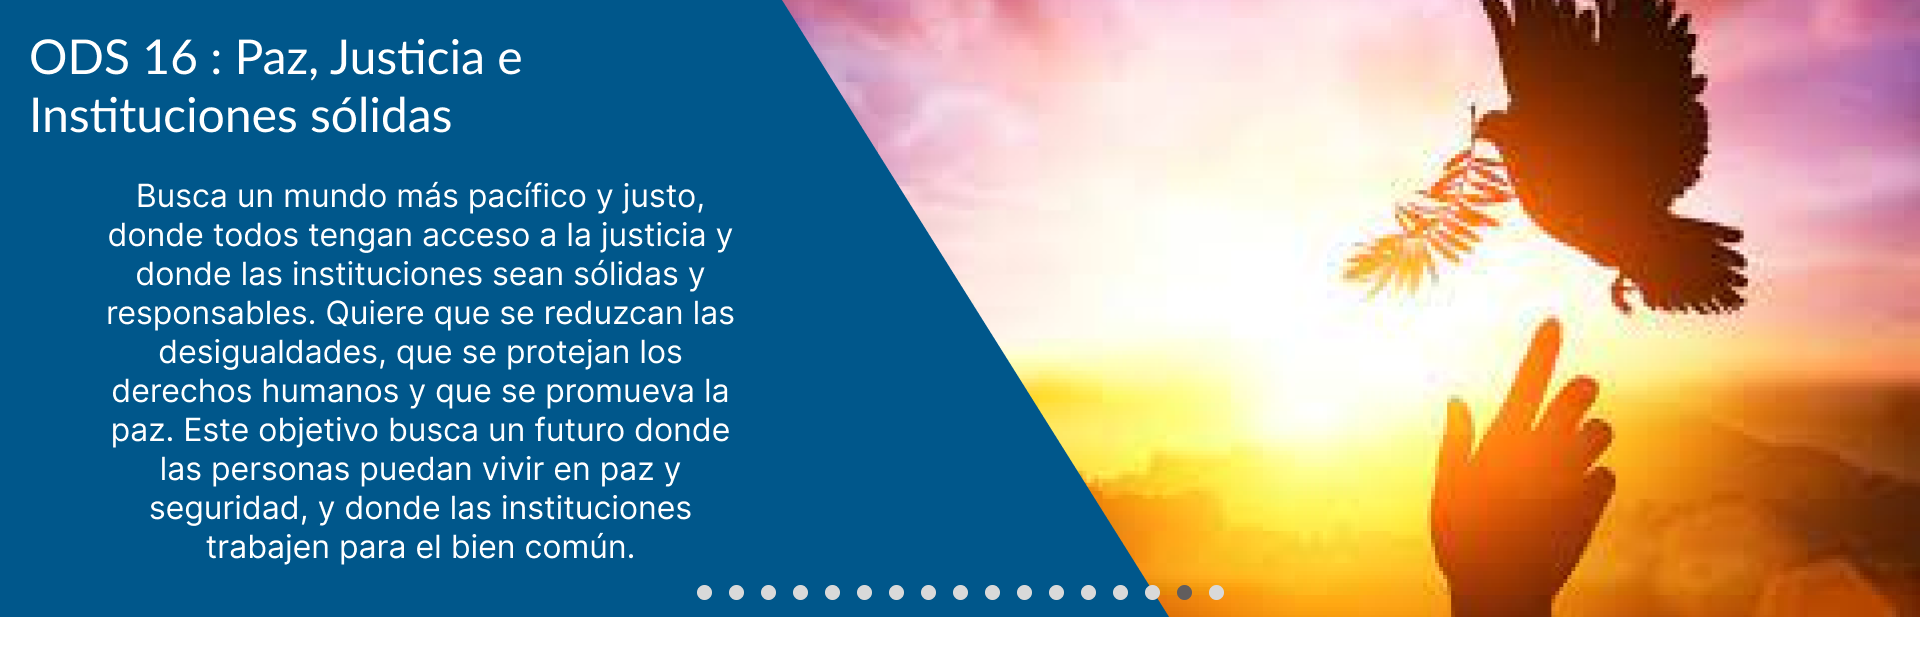 ODS 16 : Paz, Justicia e
Instituciones sólidas
Busca un mundo más pacífico y justo,
donde todos tengan acceso a la justicia y
donde las instituciones sean sólidas y
responsables. Quiere que se reduzcan las
desigualdades, que se protejan los
derechos humanos y que se promueva la
paz. Este objetivo busca un futuro donde
las personas puedan vivir en paz y
seguridad, y donde las instituciones
trabajen para el bien común.